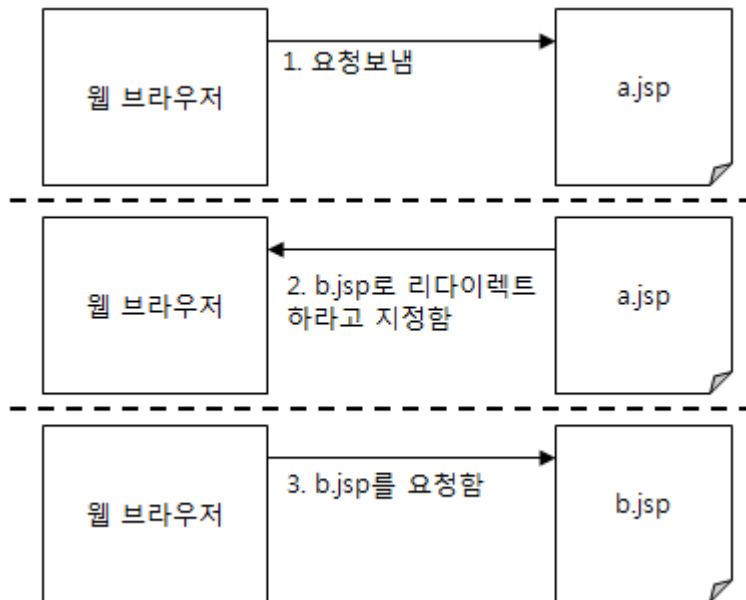 웹 브라우저
1. 요청보냄
a.jsp
웹 브라우저
2. b.jsp로 리다이렉트
하라고 지정함
a.jsp
웹 브라우저
3. b.jsp를 요청함
b.jsp